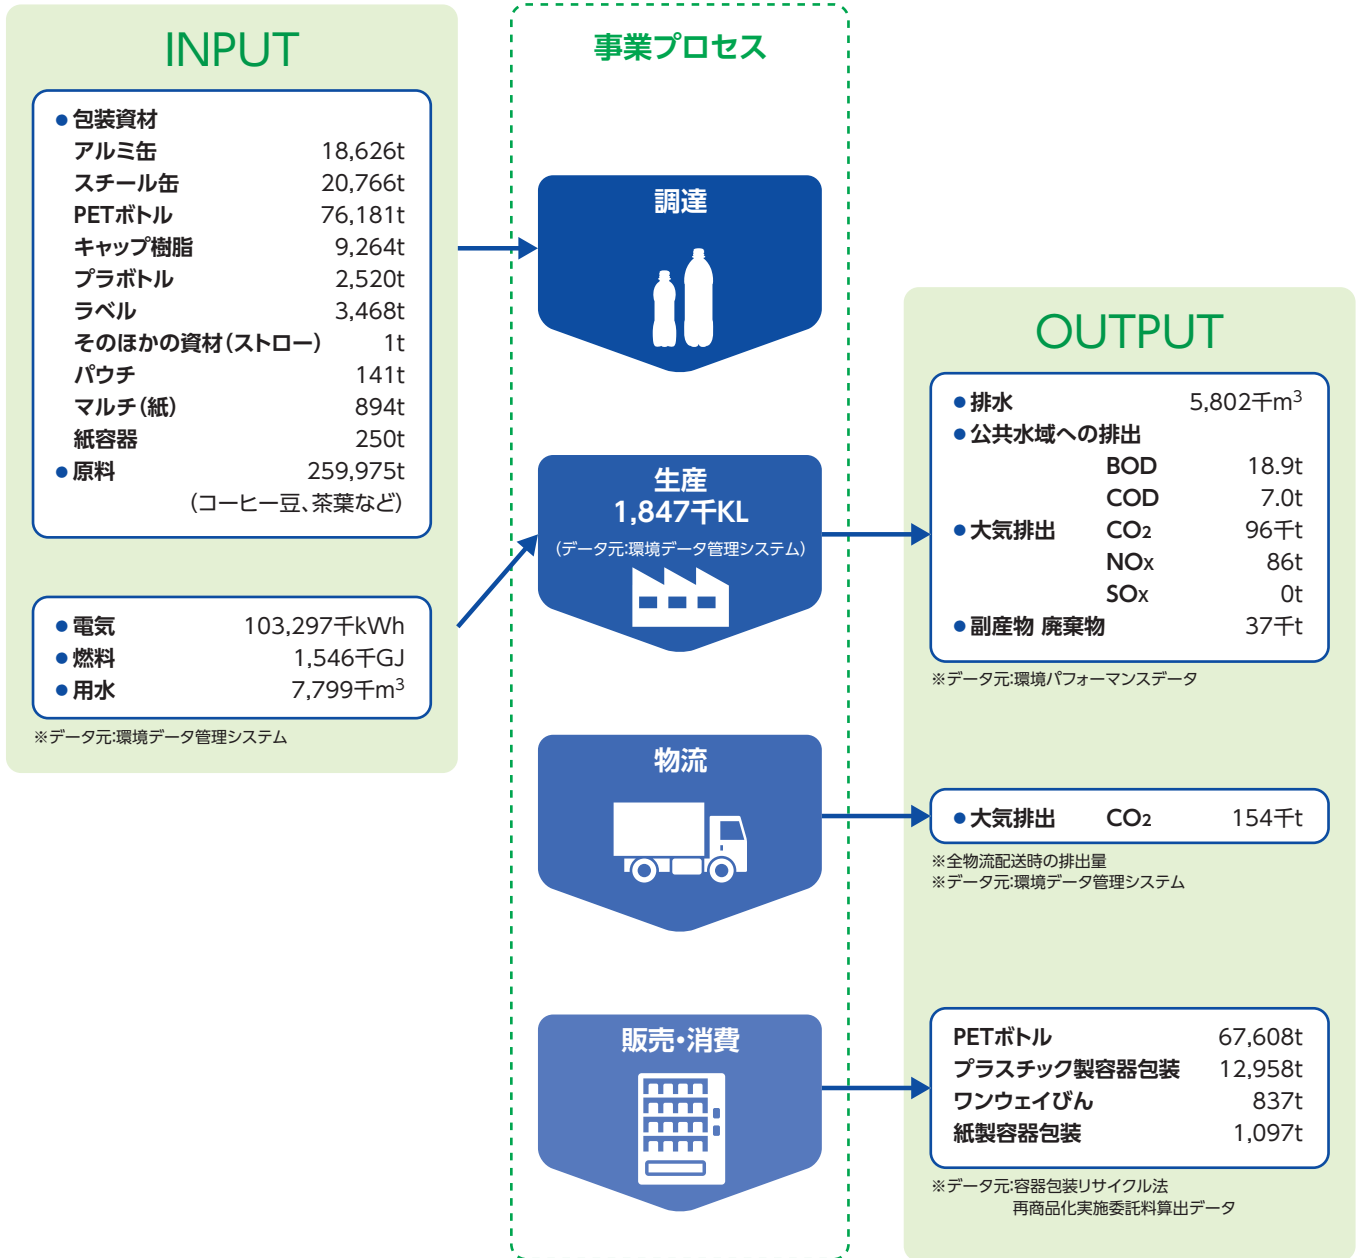 INPUT
●包装資材
アルミ缶 18,626t
スチール缶 20,766t
PETボトル 76,181t
キャップ樹脂 9,264t
プラボトル 2,520t
ラベル 3,468t
そのほかの資材（ストロー） 1t
パウチ 141t
マルチ（紙） 894t
紙容器 250t
●原料 259,975t
（コーヒー豆、茶葉など）
●電気 103,297千kWh
●燃料 1,546千GJ
●用水 7,799千m³
※データ元:環境データ管理システム
事業プロセス
調達
生産
1,847千KL
（データ元:環境データ管理システム）
物流
販売・消費
OUTPUT
●排水 5,802千m³
●公共水域への排出
BOD 18.9t
COD 7.0t
●大気排出 CO₂ 96千t
NOx 86t
SOx 0t
●副産物 廃棄物 37千t
※データ元:環境パフォーマンスデータ
●大気排出 CO₂ 154千t
※全物流配送時の排出量
※データ元:環境データ管理システム
PETボトル 67,608t
プラスチック製容器包装 12,958t
ワンウェイびん 837t
紙製容器包装 1,097t
※データ元:容器包装リサイクル法
再商品化実施委託料算出データ